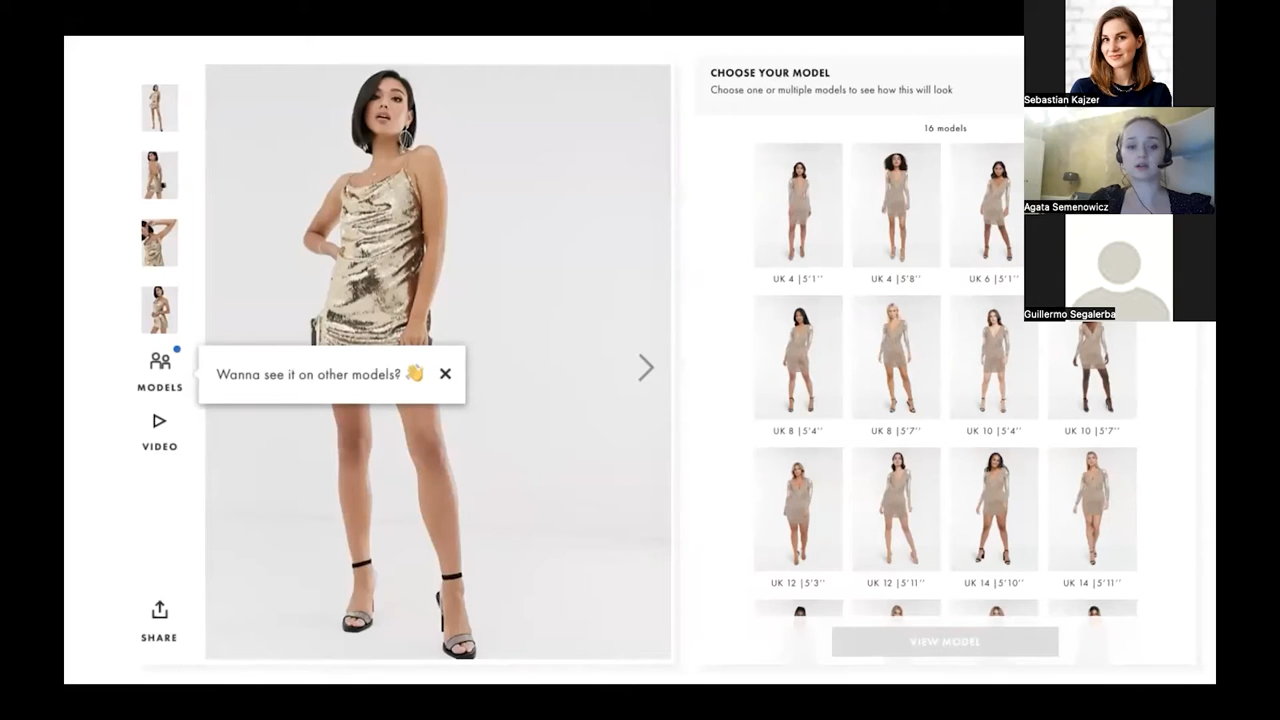 MODELS
VIDEO
SHARE
Wanna see it on other models? 👋
CHOOSE YOUR MODEL
Choose one or multiple models to see how this will look
16 models
UK 4 |5'1''
UK 4 |5'8''
UK 6 |5'1''
UK 8 |5'4''
UK 8 |5'7''
UK 10 |5'4''
UK 10 |5'7''
UK 12 |5'3''
UK 12 |5'11''
UK 14 |5'10''
UK 14 |5'11''
VIEW MODEL
Sebastian Kajzer
Agata Semenowicz
Guillermo Segalerba